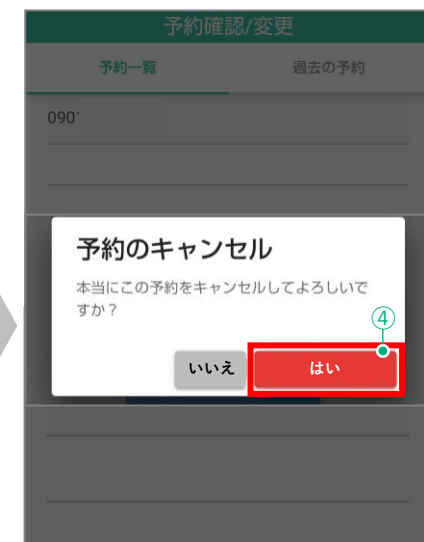 予約確認/変更
予約一覧 過去の予約
090
予約のキャンセル
本当にこの予約をキャンセルしてよろしいで
すか？
④
いいえ はい